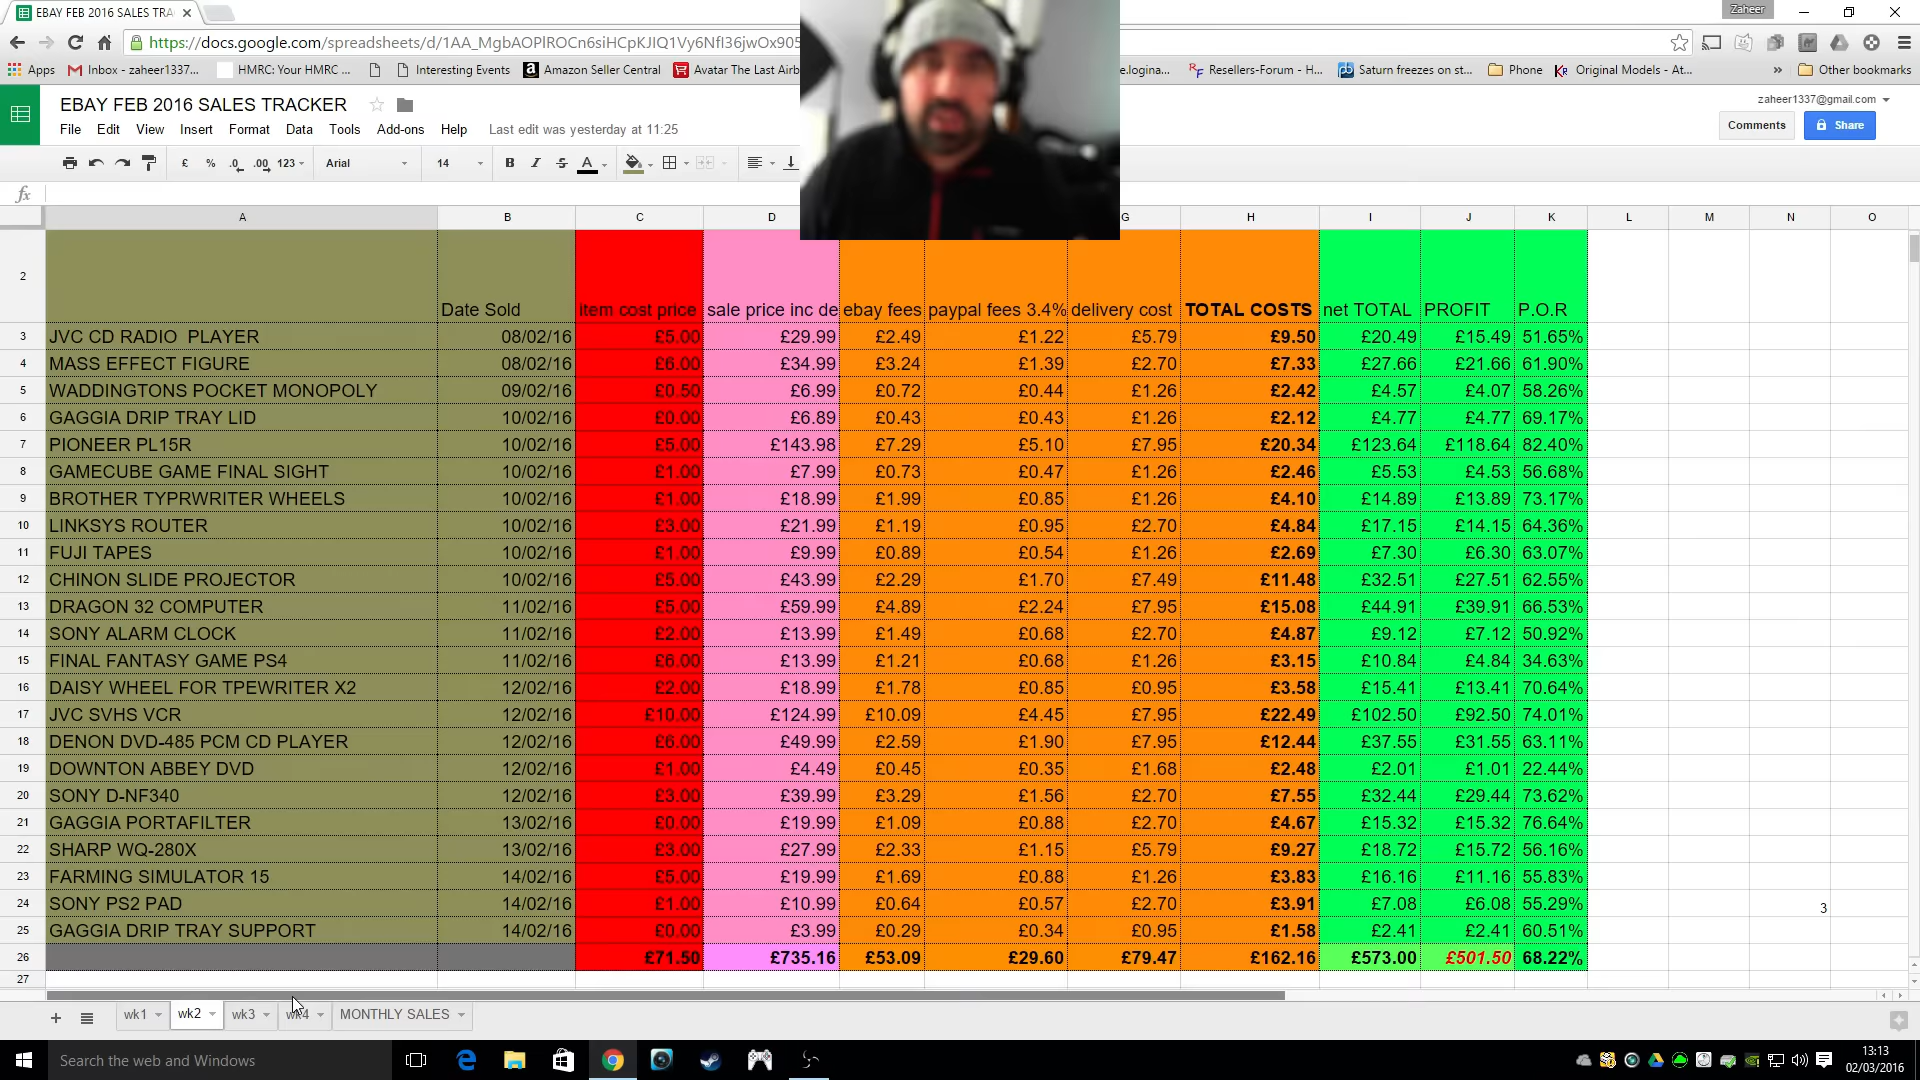 EBAY FEB 2016 SALES TRA
Zaheer
https://docs.google.com/spreadsheets/d/1AA_MgbAOPlROCn6siHCpKJIQ1Vy6NfI36jwOx905
Apps Inbox - zaheer1337... HMRC: Your HMRC ... Interesting Events Amazon Seller Central Avatar The Last Airb e.logina... Resellers-Forum - H... Saturn freezes on st... Phone Original Models - At... » Other bookmarks
EBAY FEB 2016 SALES TRACKER
zaheer1337@gmail.com
File Edit View Insert Format Data Tools Add-ons Help Last edit was yesterday at 11:25
Comments Share
£ % .0 .00 123 Arial 14 B I S A
fx
A B C D G H I J K L M N O
2 Date Sold item cost price sale price inc de ebay fees paypal fees 3.4% delivery cost TOTAL COSTS net TOTAL PROFIT P.O.R
3 JVC CD RADIO PLAYER 08/02/16 £5.00 £29.99 £2.49 £1.22 £5.79 £9.50 £20.49 £15.49 51.65%
4 MASS EFFECT FIGURE 08/02/16 £6.00 £34.99 £3.24 £1.39 £2.70 £7.33 £27.66 £21.66 61.90%
5 WADDINGTONS POCKET MONOPOLY 09/02/16 £0.50 £6.99 £0.72 £0.44 £1.26 £2.42 £4.57 £4.07 58.26%
6 GAGGIA DRIP TRAY LID 10/02/16 £0.00 £6.89 £0.43 £0.43 £1.26 £2.12 £4.77 £4.77 69.17%
7 PIONEER PL15R 10/02/16 £5.00 £143.98 £7.29 £5.10 £7.95 £20.34 £123.64 £118.64 82.40%
8 GAMECUBE GAME FINAL SIGHT 10/02/16 £1.00 £7.99 £0.73 £0.47 £1.26 £2.46 £5.53 £4.53 56.68%
9 BROTHER TYPRWRITER WHEELS 10/02/16 £1.00 £18.99 £1.99 £0.85 £1.26 £4.10 £14.89 £13.89 73.17%
10 LINKSYS ROUTER 10/02/16 £3.00 £21.99 £1.19 £0.95 £2.70 £4.84 £17.15 £14.15 64.36%
11 FUJI TAPES 10/02/16 £1.00 £9.99 £0.89 £0.54 £1.26 £2.69 £7.30 £6.30 63.07%
12 CHINON SLIDE PROJECTOR 10/02/16 £5.00 £43.99 £2.29 £1.70 £7.49 £11.48 £32.51 £27.51 62.55%
13 DRAGON 32 COMPUTER 11/02/16 £5.00 £59.99 £4.89 £2.24 £7.95 £15.08 £44.91 £39.91 66.53%
14 SONY ALARM CLOCK 11/02/16 £2.00 £13.99 £1.49 £0.68 £2.70 £4.87 £9.12 £7.12 50.92%
15 FINAL FANTASY GAME PS4 11/02/16 £6.00 £13.99 £1.21 £0.68 £1.26 £3.15 £10.84 £4.84 34.63%
16 DAISY WHEEL FOR TPEWRITER X2 12/02/16 £2.00 £18.99 £1.78 £0.85 £0.95 £3.58 £15.41 £13.41 70.64%
17 JVC SVHS VCR 12/02/16 £10.00 £124.99 £10.09 £4.45 £7.95 £22.49 £102.50 £92.50 74.01%
18 DENON DVD-485 PCM CD PLAYER 12/02/16 £6.00 £49.99 £2.59 £1.90 £7.95 £12.44 £37.55 £31.55 63.11%
19 DOWNTON ABBEY DVD 12/02/16 £1.00 £4.49 £0.45 £0.35 £1.68 £2.48 £2.01 £1.01 22.44%
20 SONY D-NF340 12/02/16 £3.00 £39.99 £3.29 £1.56 £2.70 £7.55 £32.44 £29.44 73.62%
21 GAGGIA PORTAFILTER 13/02/16 £0.00 £19.99 £1.09 £0.88 £2.70 £4.67 £15.32 £15.32 76.64%
22 SHARP WQ-280X 13/02/16 £3.00 £27.99 £2.33 £1.15 £5.79 £9.27 £18.72 £15.72 56.16%
23 FARMING SIMULATOR 15 14/02/16 £5.00 £19.99 £1.69 £0.88 £1.26 £3.83 £16.16 £11.16 55.83%
24 SONY PS2 PAD 14/02/16 £1.00 £10.99 £0.64 £0.57 £2.70 £3.91 £7.08 £6.08 55.29% 3
25 GAGGIA DRIP TRAY SUPPORT 14/02/16 £0.00 £3.99 £0.29 £0.34 £0.95 £1.58 £2.41 £2.41 60.51%
26 £71.50 £735.16 £53.09 £29.60 £79.47 £162.16 £573.00 £501.50 68.22%
27
wk1 wk2 wk3 wk4 MONTHLY SALES
Search the web and Windows
13:13
02/03/2016